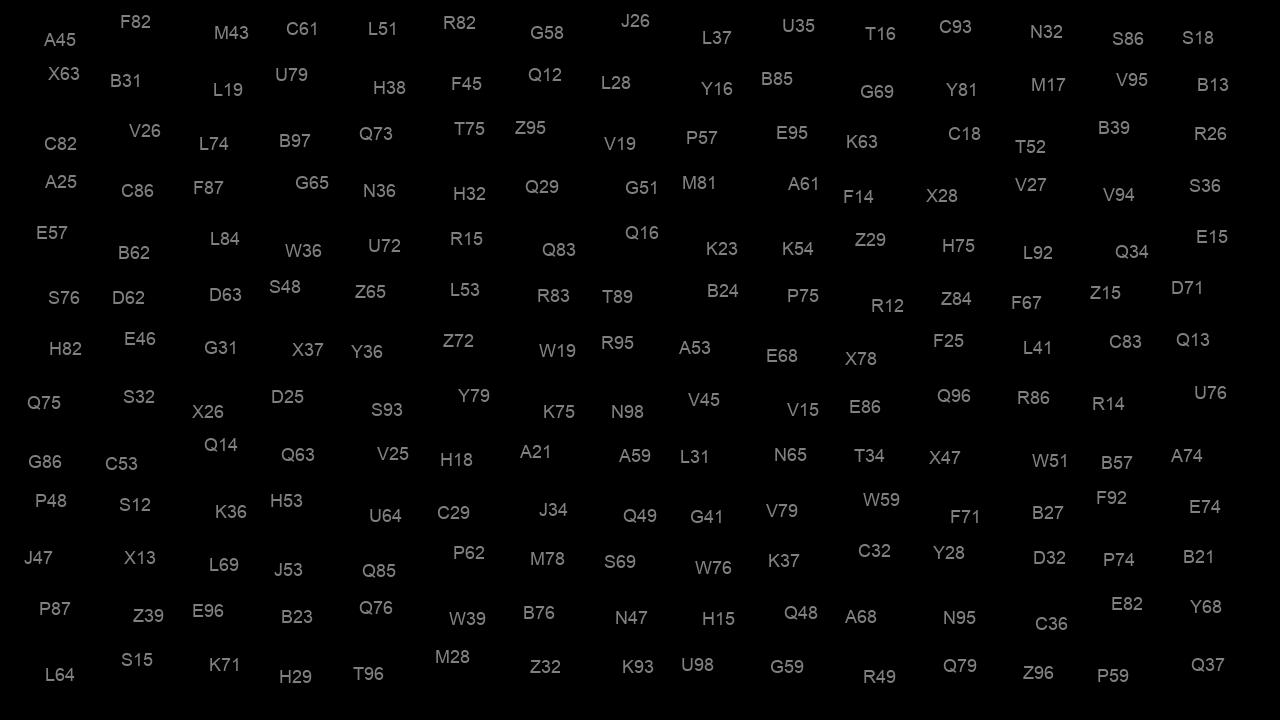 A45 F82 M43 C61 L51 R82 G58 J26 L37 U35 T16 C93 N32 S86 S18
X63 B31 L19 U79 H38 F45 Q12 L28 Y16 B85 G69 Y81 M17 V95 B13
C82 V26 L74 B97 Q73 T75 Z95 V19 P57 E95 K63 C18 T52 B39 R26
A25 C86 F87 G65 N36 H32 Q29 G51 M81 A61 F14 X28 V27 V94 S36
E57 B62 L84 W36 U72 R15 Q83 Q16 K23 K54 Z29 H75 L92 Q34 E15
S76 D62 D63 S48 Z65 L53 R83 T89 B24 P75 R12 Z84 F67 Z15 D71
H82 E46 G31 X37 Y36 Z72 W19 R95 A53 E68 X78 F25 L41 C83 Q13
Q75 S32 X26 D25 S93 Y79 K75 N98 V45 V15 E86 Q96 R86 R14 U76
G86 C53 Q14 Q63 V25 H18 A21 A59 L31 N65 T34 X47 W51 B57 A74
P48 S12 K36 H53 U64 C29 J34 Q49 G41 V79 W59 F71 B27 F92 E74
J47 X13 L69 J53 Q85 P62 M78 S69 W76 K37 C32 Y28 D32 P74 B21
P87 Z39 E96 B23 Q76 W39 B76 N47 H15 Q48 A68 N95 C36 E82 Y68
L64 S15 K71 H29 T96 M28 Z32 K93 U98 G59 R49 Q79 Z96 P59 Q37